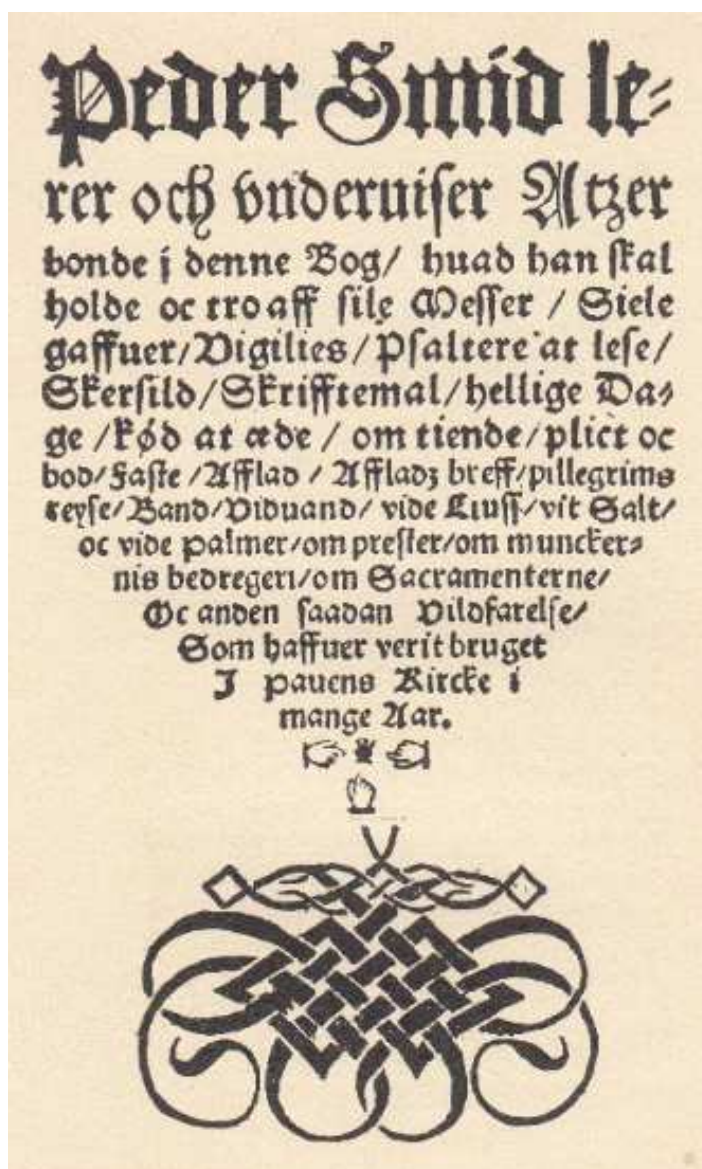 Peder Smid le⸗
rer och vnderuiſer Atzer
bonde i denne Bog/ huad han ſkal
holde oc tro aff ſile Meſſer / Siele
gaffuer/Vigilies/Pſaltere at leſe/
Skerſild/Skrifftemal/hellige Da⸗
ge /kød at æde / om tiende/plict oc
bod/Faſte /Afflad / Affladz breff/pillegrims
reyſe/Band/Viduand/ vide Liuſſ/vit Salt/
oc vide palmer/om preſter/om muncker⸗
nis bedregeri/om Sacramenterne/
Oc anden ſaadan Vildfarelſe/
Som haffuer verit bruget
J pauens Kircke i
mange Aar.